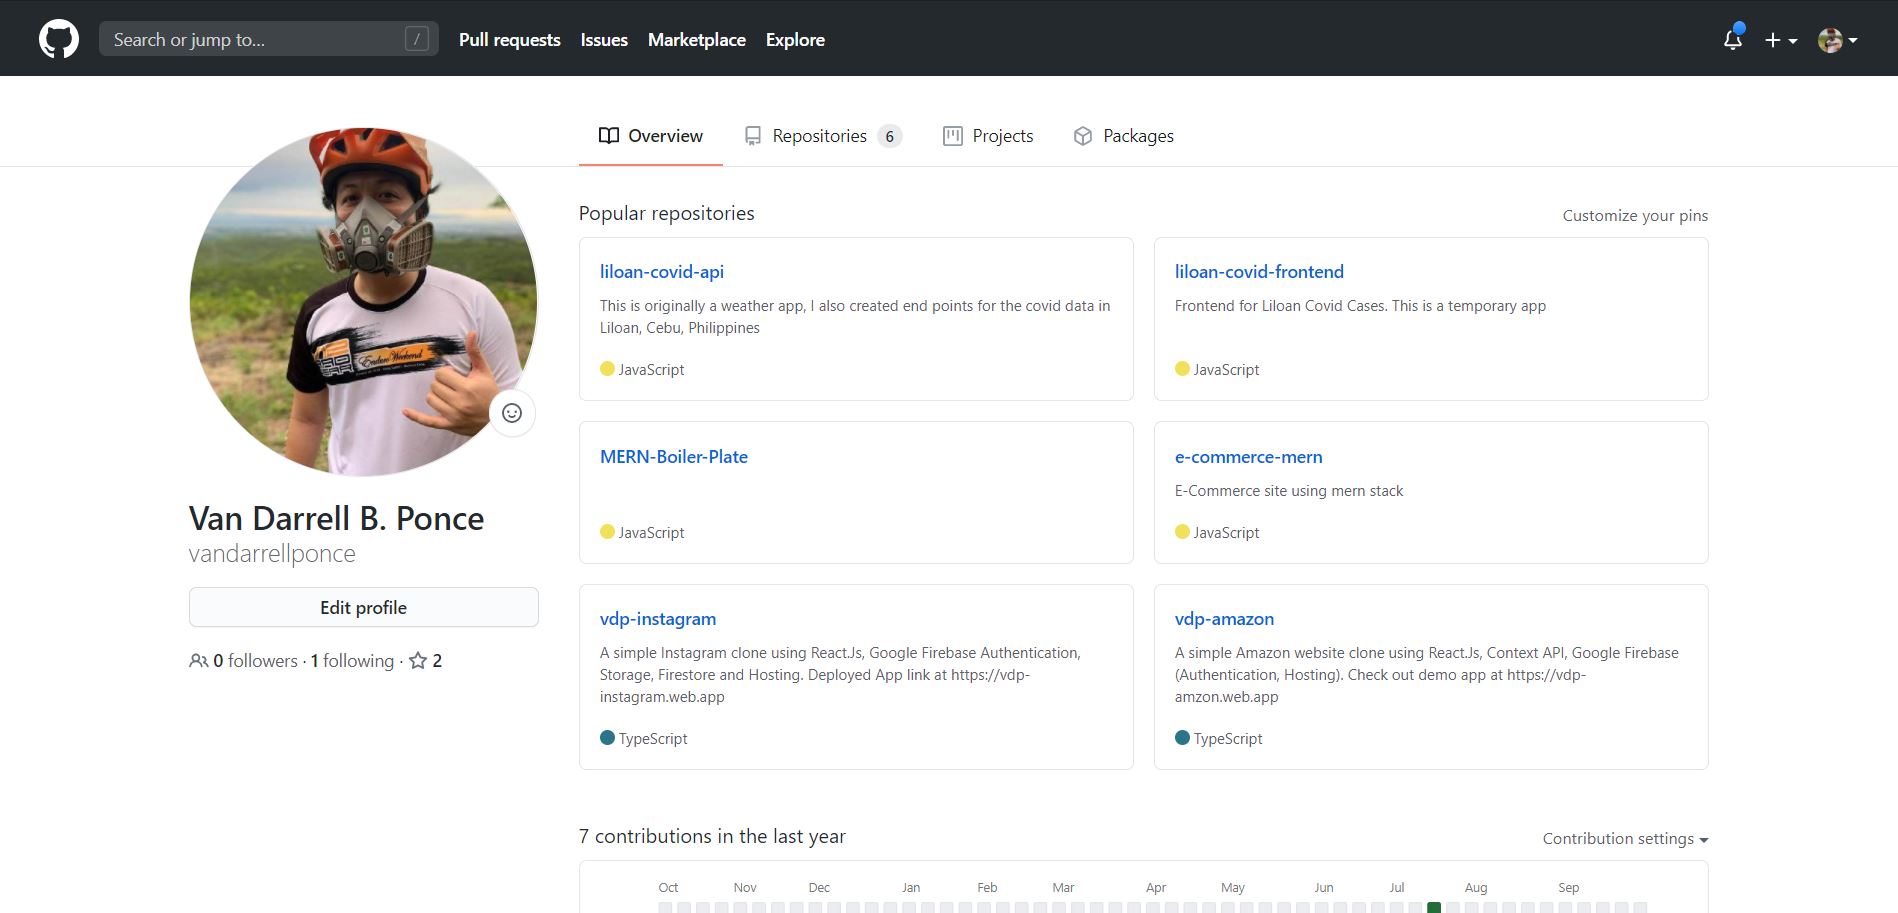 Search or jump to...
/
Pull requests
Issues
Marketplace
Explore
Overview
Repositories 6
Projects
Packages
Popular repositories
Customize your pins
liloan-covid-api
This is originally a weather app, I also created end points for the covid data in
Liloan, Cebu, Philippines
JavaScript
liloan-covid-frontend
Frontend for Liloan Covid Cases. This is a temporary app
JavaScript
MERN-Boiler-Plate
JavaScript
e-commerce-mern
E-Commerce site using mern stack
JavaScript
vdp-instagram
A simple Instagram clone using React.Js, Google Firebase Authentication,
Storage, Firestore and Hosting. Deployed App link at https://vdp-
instagram.web.app
TypeScript
vdp-amazon
A simple Amazon website clone using React.Js, Context API, Google Firebase
(Authentication, Hosting). Check out demo app at https://vdp-
amzon.web.app
TypeScript
Enduro Weekend
Van Darrell B. Ponce
vandarrellponce
Edit profile
0 followers · 1 following · 2
7 contributions in the last year
Contribution settings
Oct Nov Dec Jan Feb Mar Apr May Jun Jul Aug Sep